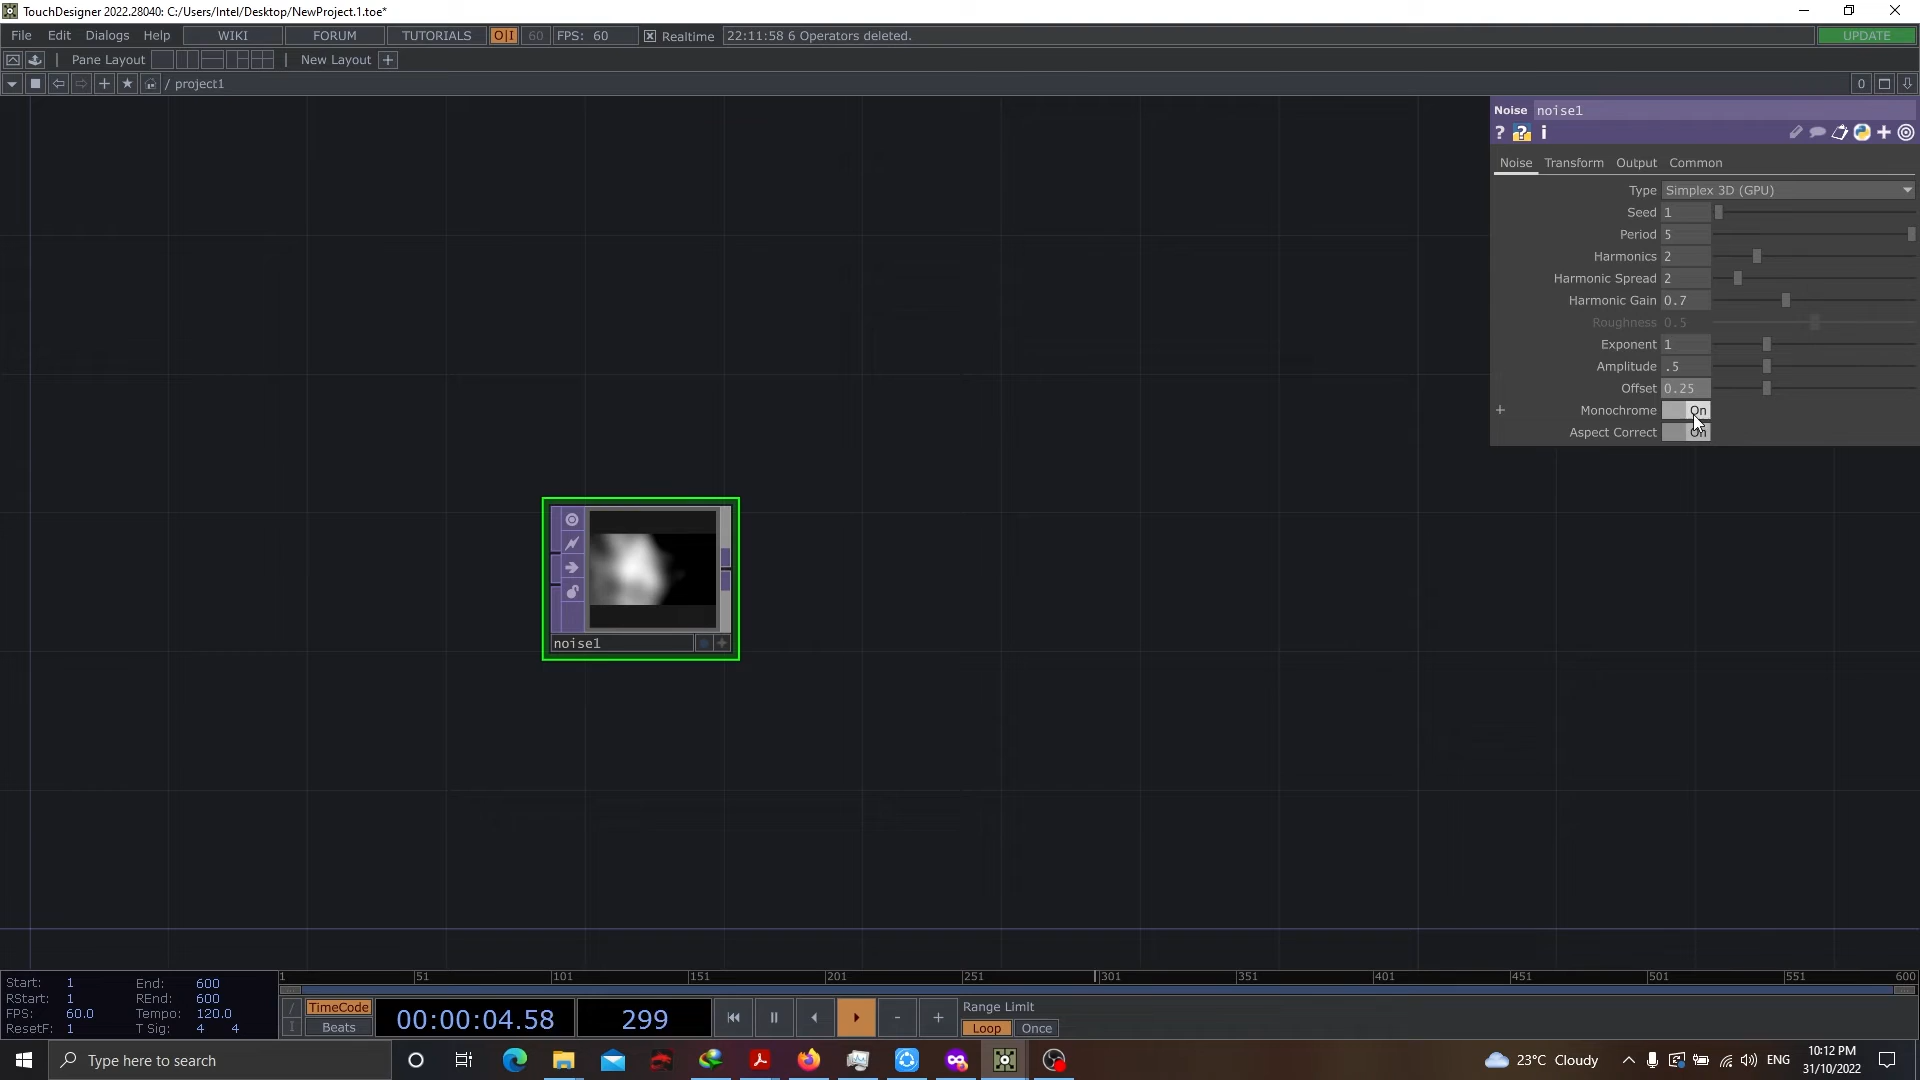 TouchDesigner 2022.28040: C:/Users/Intel/Desktop/NewProject.1.toe*
File Edit Dialogs Help WIKI FORUM TUTORIALS O|I 60 FPS: 60 Realtime 22:11:58 6 Operators deleted. UPDATE
Pane Layout New Layout +
/ project1 0
Noise noise1
? ? i
Noise Transform Output Common
Type Simplex 3D (GPU)
Seed 1
Period 5
Harmonics 2
Harmonic Spread 2
Harmonic Gain 0.7
Roughness 0.5
Exponent 1
Amplitude .5
Offset 0.25
+ Monochrome On
Aspect Correct On
noise1
1 51 101 151 201 251 301 351 401 451 501 551 600
Start: 1 End: 600
RStart: 1 REnd: 600
FPS: 60.0 Tempo: 120.0
ResetF: 1 T Sig: 4 4
/ TimeCode
I Beats
00:00:04.58 299
- +
Range Limit
Loop Once
Type here to search
23°C Cloudy
ENG
10:12 PM
31/10/2022